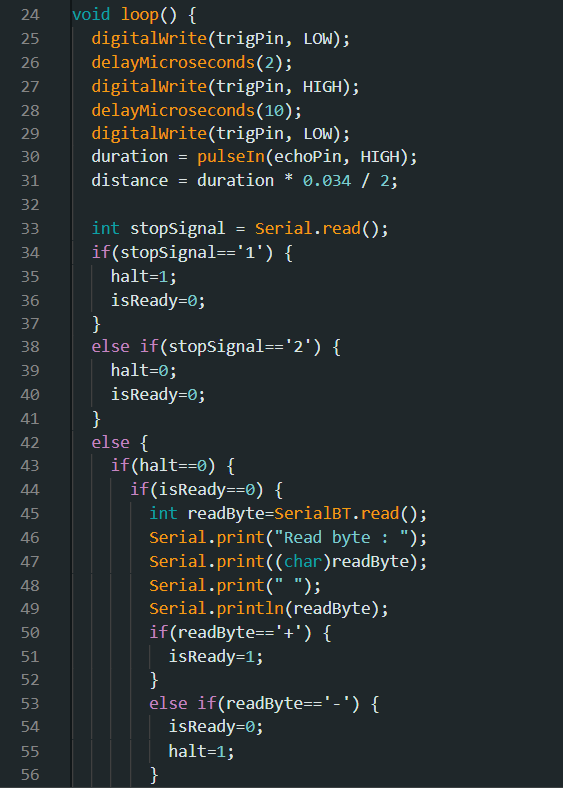 24 void loop() {
25   digitalWrite(trigPin, LOW);
26   delayMicroseconds(2);
27   digitalWrite(trigPin, HIGH);
28   delayMicroseconds(10);
29   digitalWrite(trigPin, LOW);
30   duration = pulseIn(echoPin, HIGH);
31   distance = duration * 0.034 / 2;
32
33   int stopSignal = Serial.read();
34   if(stopSignal=='1') {
35     halt=1;
36     isReady=0;
37   }
38   else if(stopSignal=='2') {
39     halt=0;
40     isReady=0;
41   }
42   else {
43     if(halt==0) {
44       if(isReady==0) {
45         int readByte=SerialBT.read();
46         Serial.print("Read byte : ");
47         Serial.print((char)readByte);
48         Serial.print(" ");
49         Serial.println(readByte);
50         if(readByte=='+') {
51           isReady=1;
52         }
53         else if(readByte=='-') {
54           isReady=0;
55           halt=1;
56         }